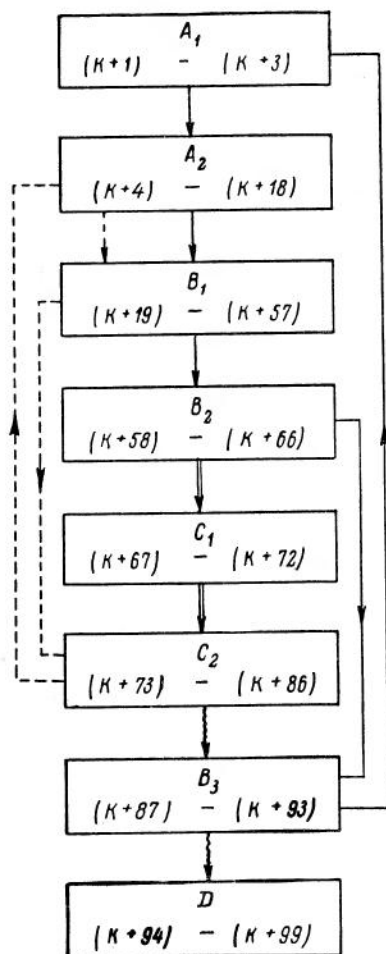 A₁
(K+1) – (K+3)
A₂
(K+4) – (K+18)
B₁
(K+19) – (K+57)
B₂
(K+58) – (K+66)
C₁
(K+67) – (K+72)
C₂
(K+73) – (K+86)
B₃
(K+87) – (K+93)
D
(K+94) – (K+99)